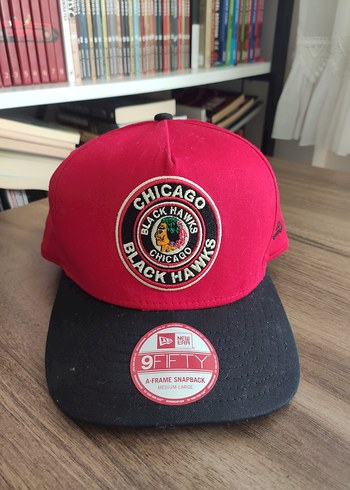 CHICAGO
BLACK HAWKS
CHICAGO
BLACK HAWKS
NEW ERA
9FIFTY
A-FRAME SNAPBACK
MEDIUM-LARGE